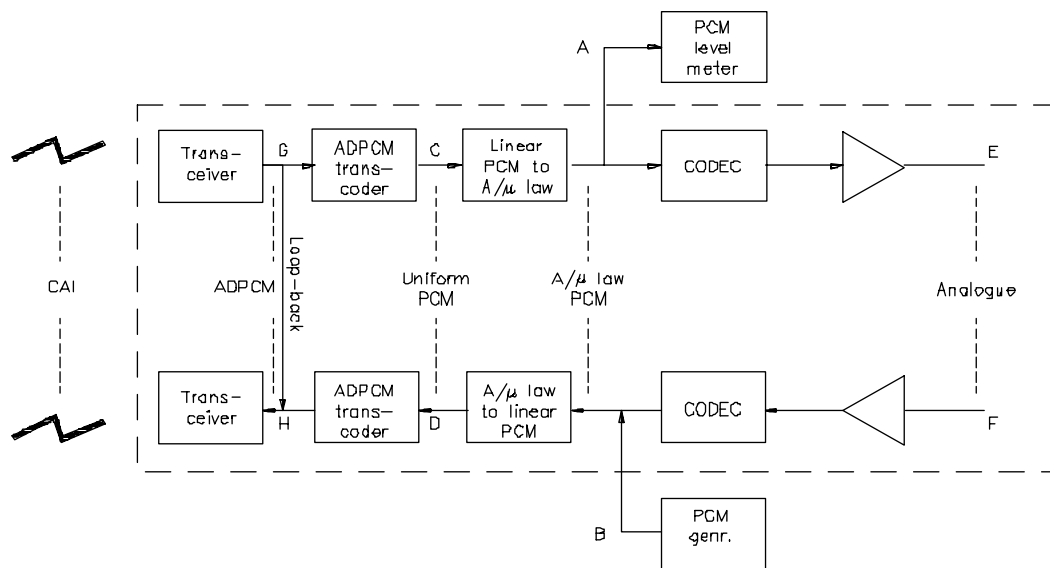 PCM
level
meter
A
Trans-
ceiver
G
ADPCM
trans-
coder
C
Linear
PCM to
A/μ law
CODEC
E
Loop-back
CAI
ADPCM
Uniform
PCM
A/μ law
PCM
Analogue
Trans-
ceiver
H
ADPCM
trans-
coder
D
A/μ law
to linear
PCM
CODEC
F
B
PCM
genr.